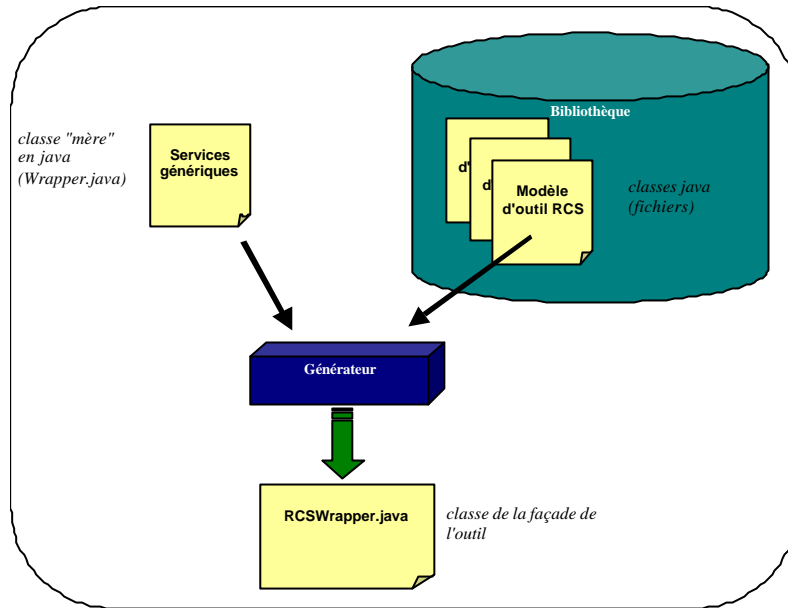 Bibliothèque
classe "mère"
en java
(Wrapper.java)
Services
génériques
d'
d'
Modèle
d'outil RCS
classes java
(fichiers)
Générateur
RCSWrapper.java
classe de la façade de
l'outil